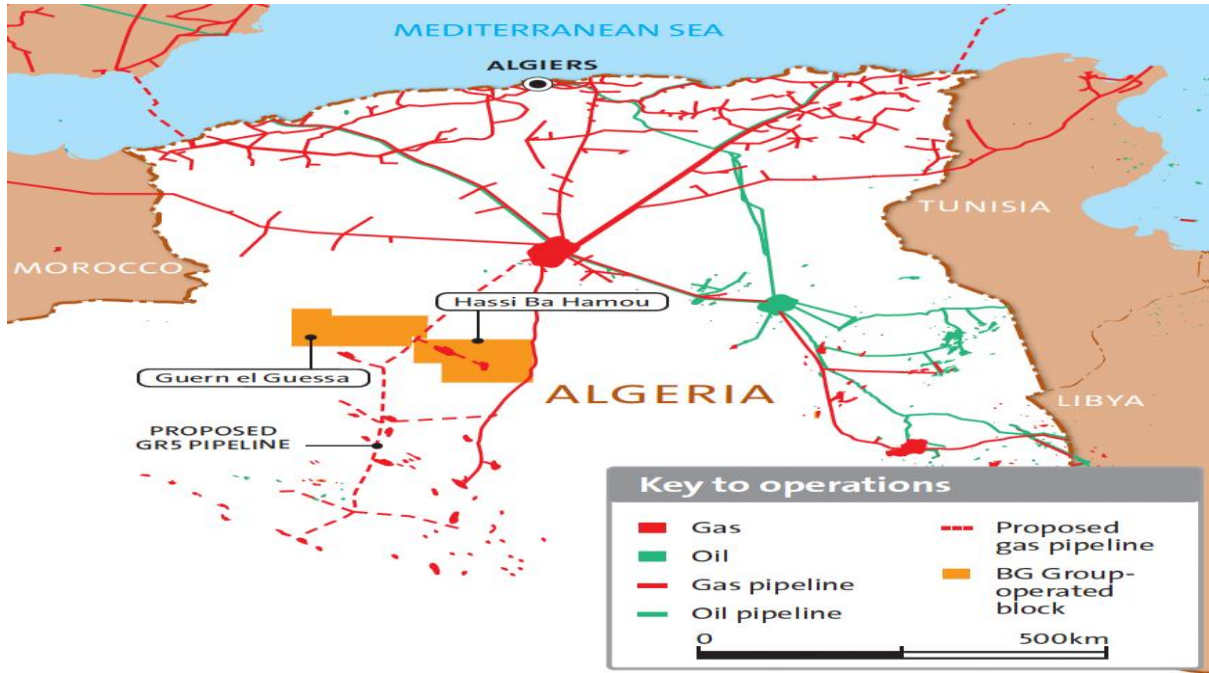 MEDITERRANEAN SEA
ALGIERS
TUNISIA
MOROCCO
Hassi Ba Hamou
Guern el Guessa
ALGERIA
LIBYA
PROPOSED
GR5 PIPELINE
Key to operations
Gas
Oil
Gas pipeline
Oil pipeline
Proposed
gas pipeline
BG Group-
operated
block
0 500km